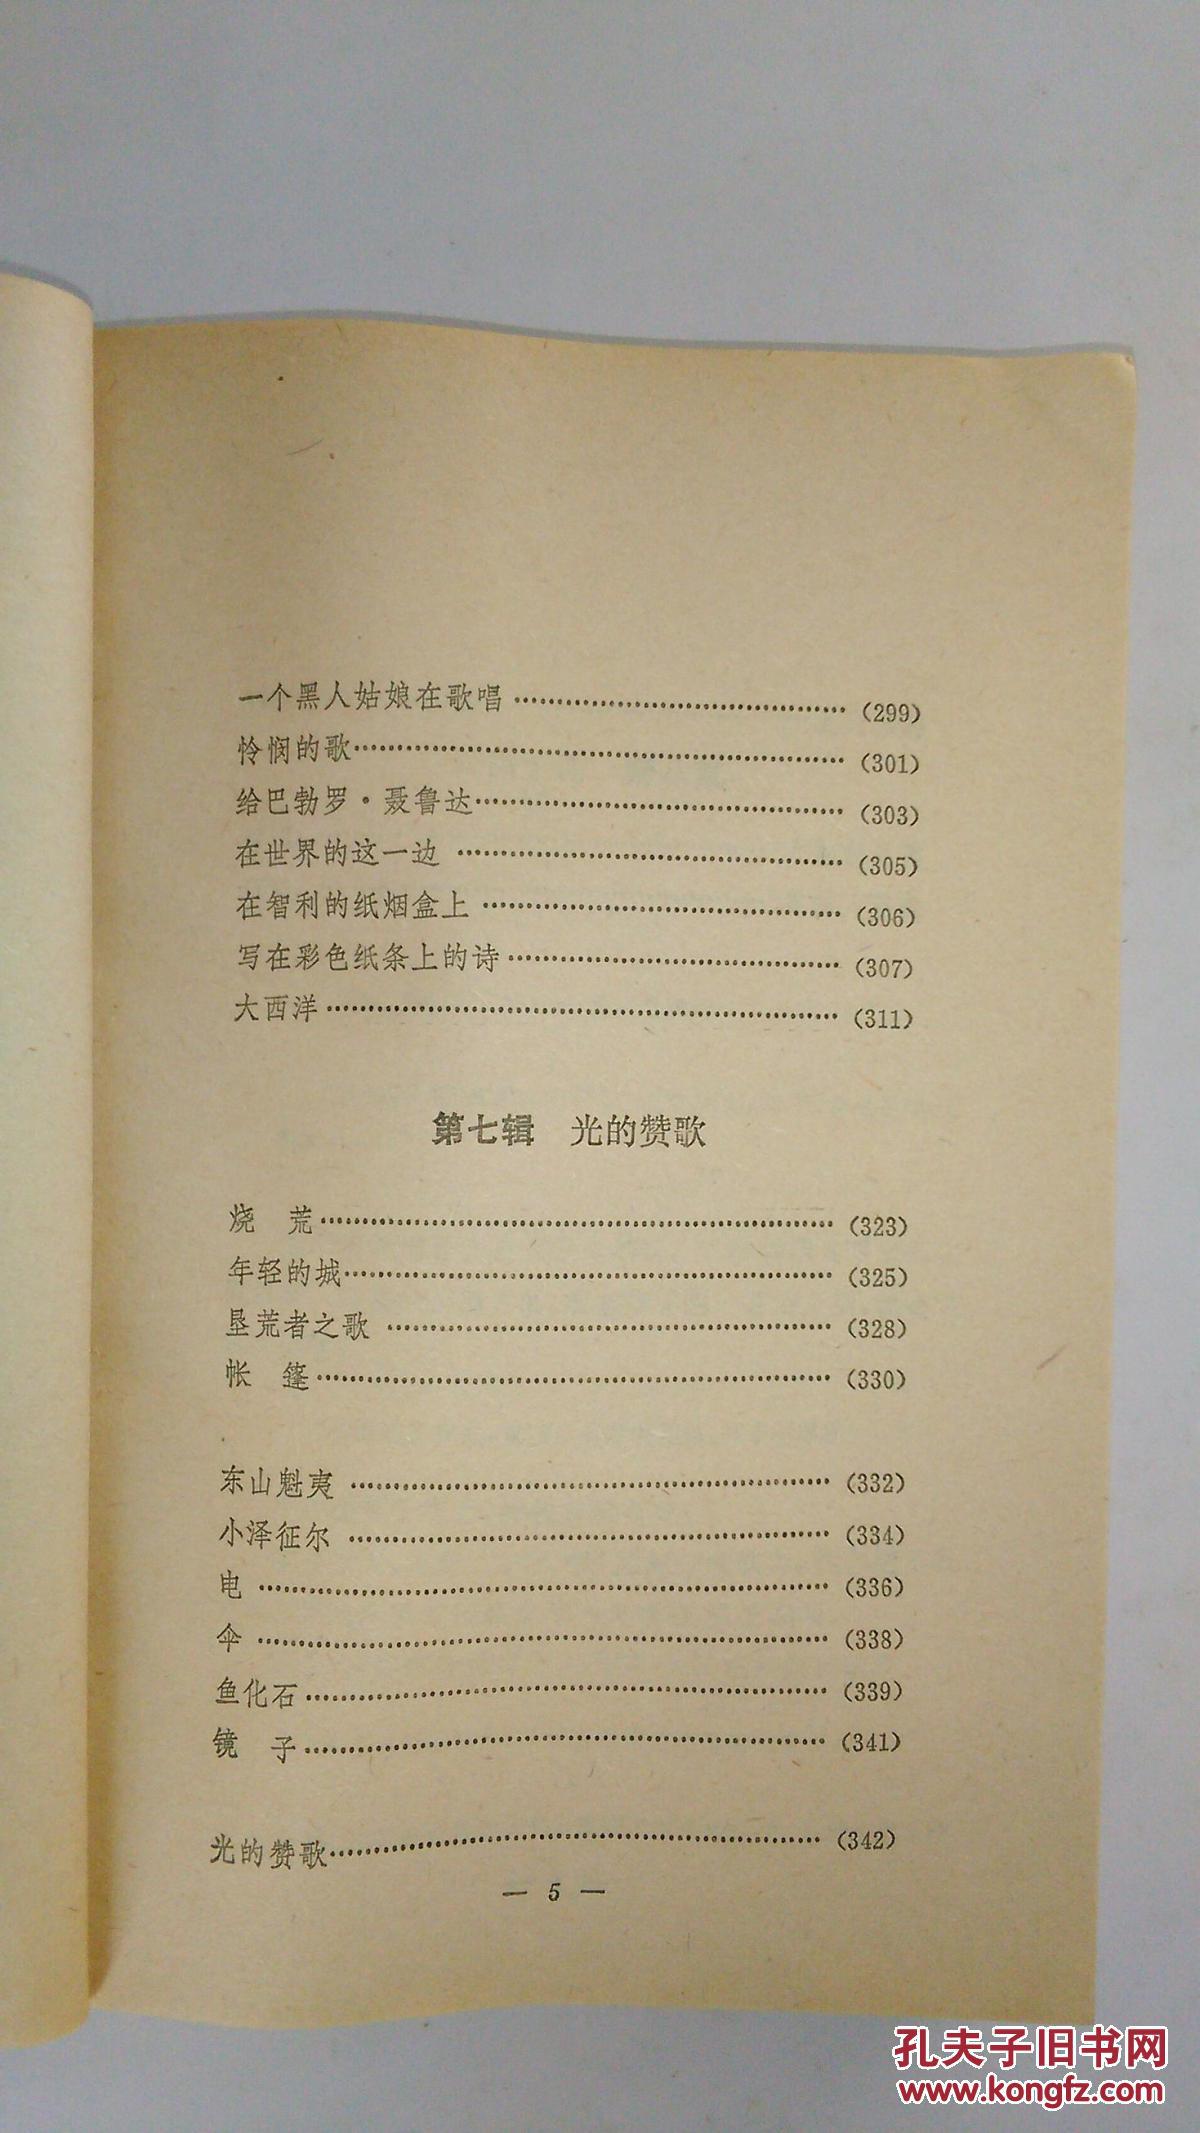 一个黑人姑娘在歌唱……………………………(299)
怜悯的歌……………………………………………(301)
给巴勃罗·聂鲁达…………………………………(303)
在世界的这一边……………………………………(305)
在智利的纸烟盒上…………………………………(306)
写在彩色纸条上的诗………………………………(307)
大西洋………………………………………………(311)
第七辑　光的赞歌
烧　荒………………………………………………(323)
年轻的城……………………………………………(325)
垦荒者之歌…………………………………………(328)
帐　篷………………………………………………(330)
东山魁夷……………………………………………(332)
小泽征尔……………………………………………(334)
电……………………………………………………(336)
伞……………………………………………………(338)
鱼化石………………………………………………(339)
镜　子………………………………………………(341)
光的赞歌……………………………………………(342)
— 5 —
孔夫子旧书网
www.kongfz.com